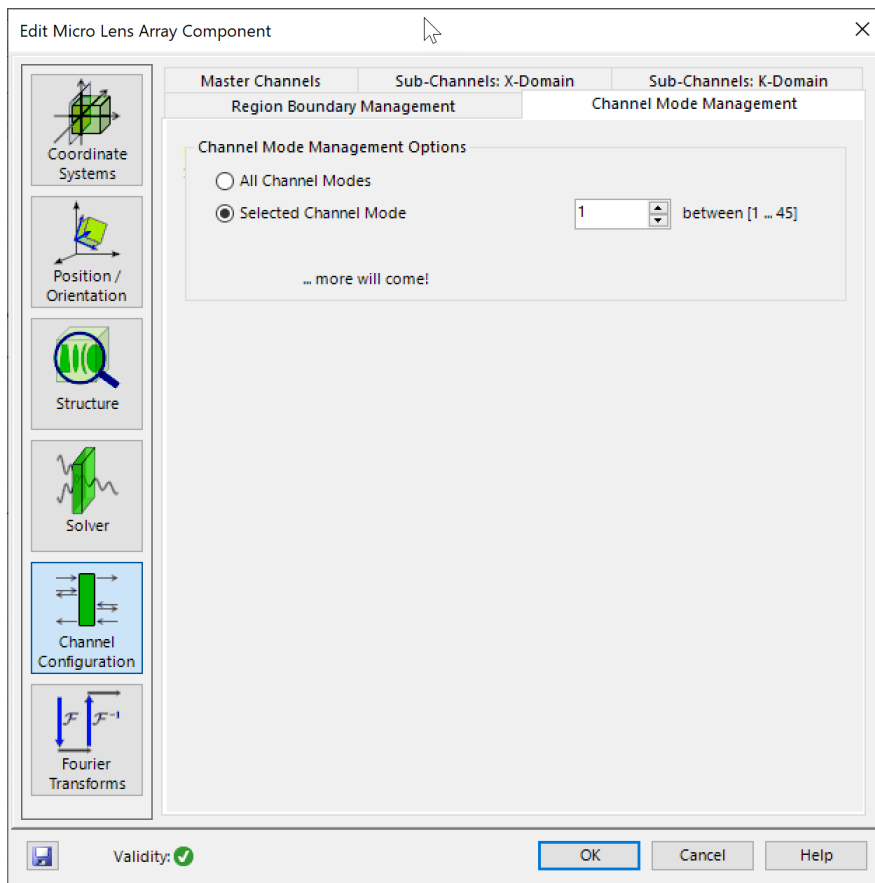 Edit Micro Lens Array Component
Master Channels
Sub-Channels: X-Domain
Sub-Channels: K-Domain
Region Boundary Management
Channel Mode Management
Coordinate
Systems
Position /
Orientation
Structure
Solver
Channel
Configuration
ℱ ℱ⁻¹
Fourier
Transforms
Channel Mode Management Options
All Channel Modes
Selected Channel Mode
1
between [1 ... 45]
... more will come!
Validity:
OK
Cancel
Help